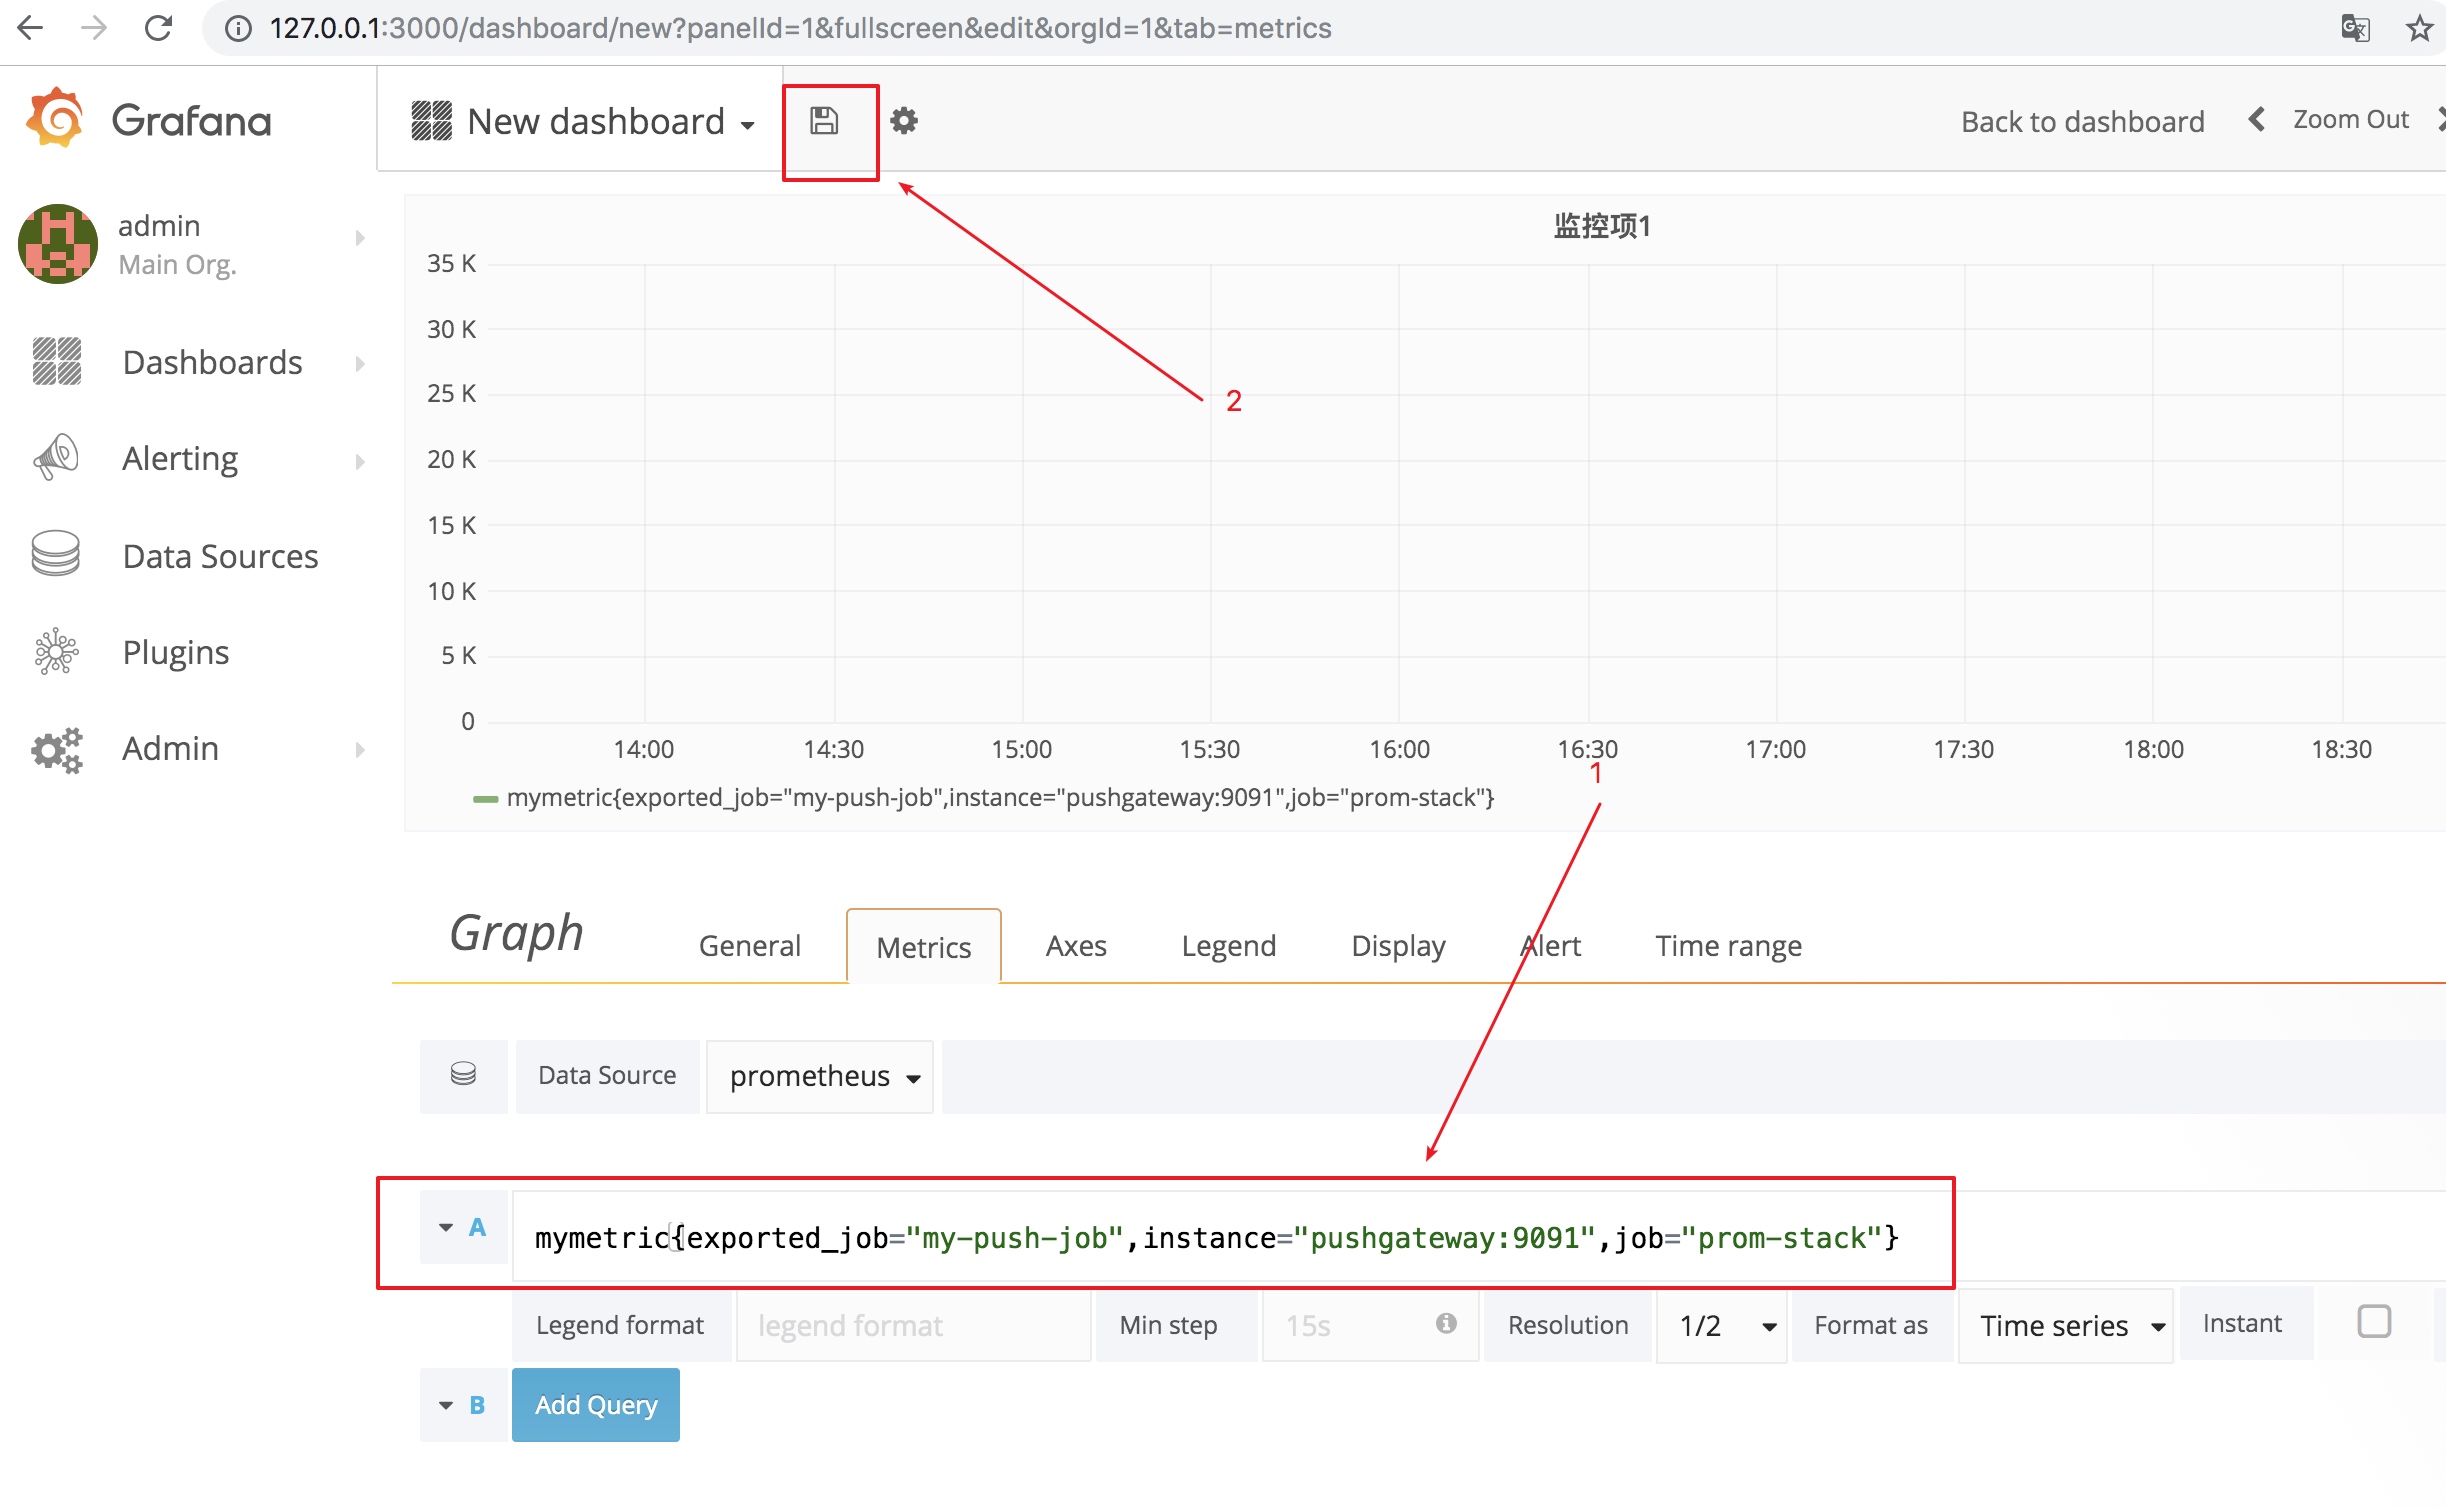 127.0.0.1:3000/dashboard/new?panelId=1&fullscreen&edit&orgId=1&tab=metrics
Grafana
New dashboard
Back to dashboard
Zoom Out
admin
Main Org.
Dashboards
Alerting
Data Sources
Plugins
Admin
监控项1
35 K
30 K
25 K
2
20 K
15 K
10 K
5 K
0
14:00 14:30 15:00 15:30 16:00 16:30 17:00 17:30 18:00 18:30
1
mymetric{exported_job="my-push-job",instance="pushgateway:9091",job="prom-stack"}
Graph General Metrics Axes Legend Display Alert Time range
Data Source prometheus
A mymetric{exported_job="my-push-job",instance="pushgateway:9091",job="prom-stack"}
Legend format legend format Min step 15s Resolution 1/2 Format as Time series Instant
B Add Query